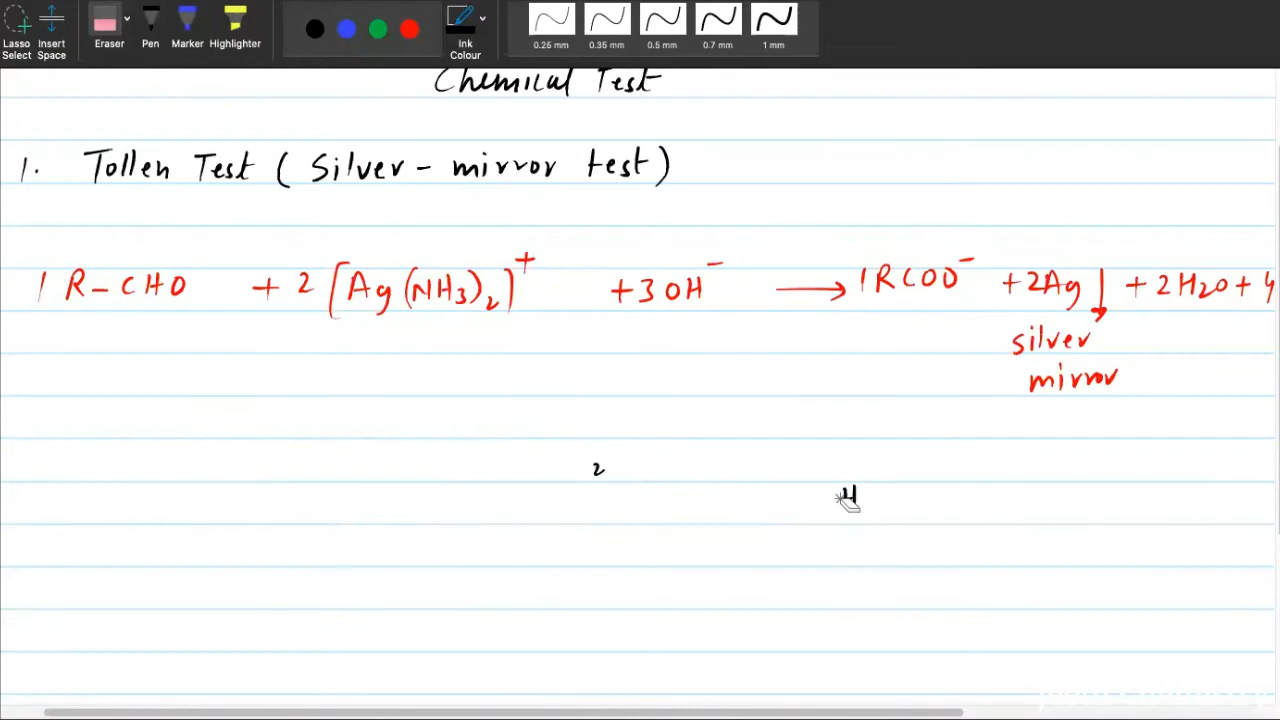 Lasso Select
Insert Space
Eraser
Pen
Marker
Highlighter
Ink Colour
0.25 mm
0.35 mm
0.5 mm
0.7 mm
1 mm
Chemical Test
1. Tollen Test ( Silver - mirror test )
1 R - CHO + 2 [Ag (NH3)2]+ + 3 OH- → 1 RCOO- + 2Ag ↓ + 2 H2O + 4
silver
mirror
2
4